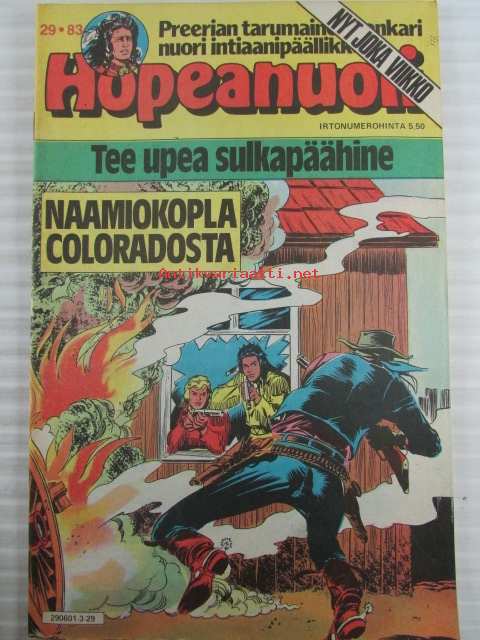 29•83
Preerian tarumainen
nuori intiaanipäällikkö
NYT JOKA VIIKKO
Hopeanuoli
IRTONUMEROHINTA 5,50
Tee upea sulkapäähine
NAAMIOKOPLA
COLORADOSTA
Antikvariaatti.net
290601-3-29